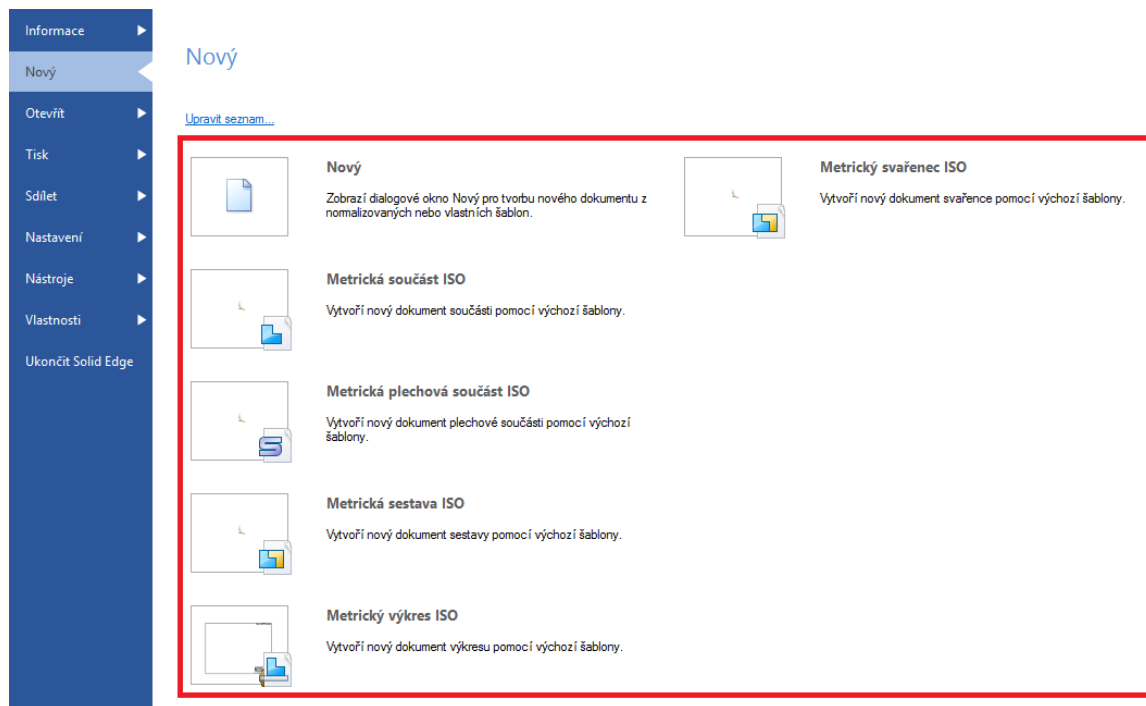 Informace
Nový
Otevřít
Tisk
Sdílet
Nastavení
Nástroje
Vlastnosti
Ukončit Solid Edge
Nový
Upravit seznam...
Nový
Zobrazí dialogové okno Nový pro tvorbu nového dokumentu z
normalizovaných nebo vlastních šablon.
Metrická součást ISO
Vytvoří nový dokument součásti pomocí výchozí šablony.
Metrická plechová součást ISO
Vytvoří nový dokument plechové součásti pomocí výchozí
šablony.
Metrická sestava ISO
Vytvoří nový dokument sestavy pomocí výchozí šablony.
Metrický výkres ISO
Vytvoří nový dokument výkresu pomocí výchozí šablony.
Metrický svařenec ISO
Vytvoří nový dokument svařence pomocí výchozí šablony.